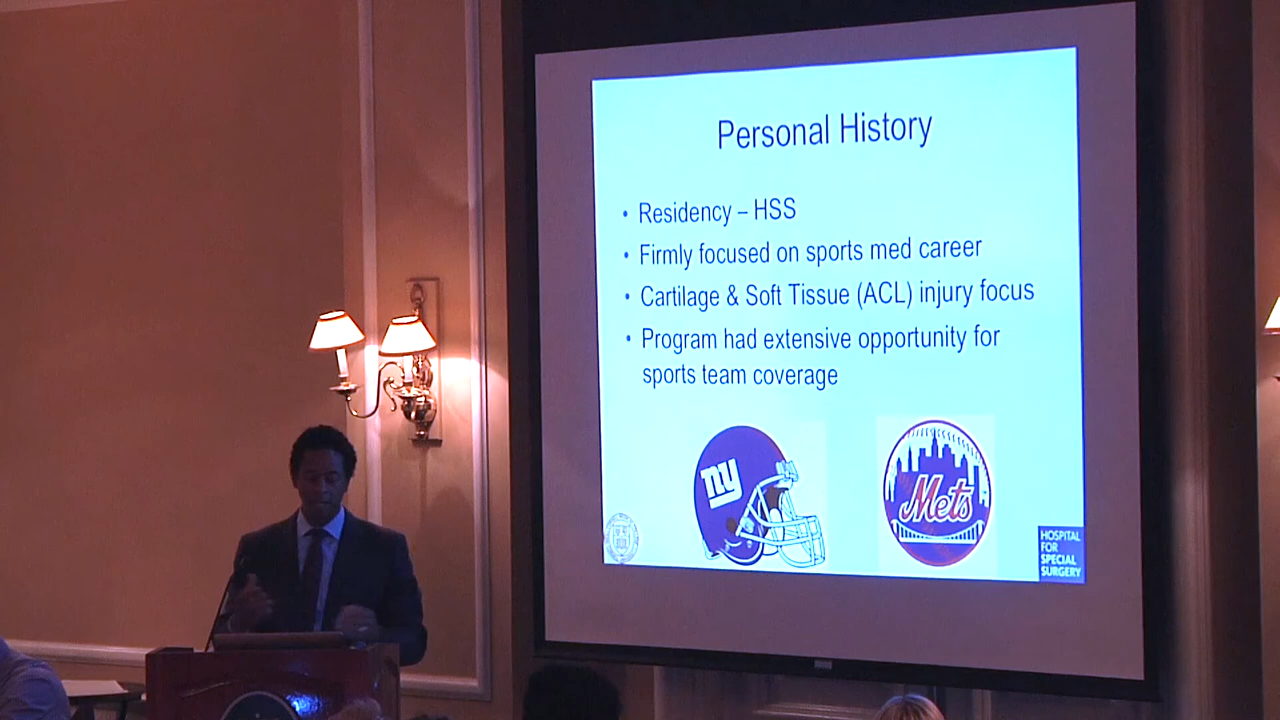 Personal History
• Residency – HSS
• Firmly focused on sports med career
• Cartilage & Soft Tissue (ACL) injury focus
• Program had extensive opportunity for
sports team coverage
ny
Mets
HOSPITAL
FOR
SPECIAL
SURGERY